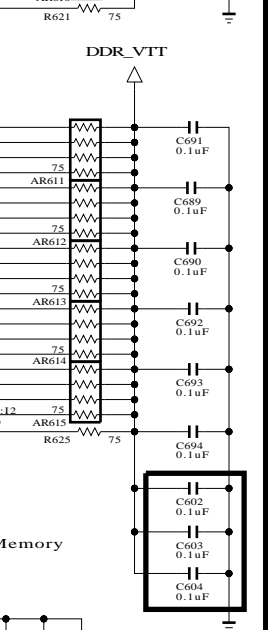 R621 75
DDR_VTT
C691
0.1uF
75
AR611
C689
0.1uF
75
AR612
C690
0.1uF
75
AR613
C692
0.1uF
75
AR614
C693
0.1uF
:12 75
AR615
R625 75
C694
0.1uF
C602
0.1uF
C603
0.1uF
Memory
C604
0.1uF